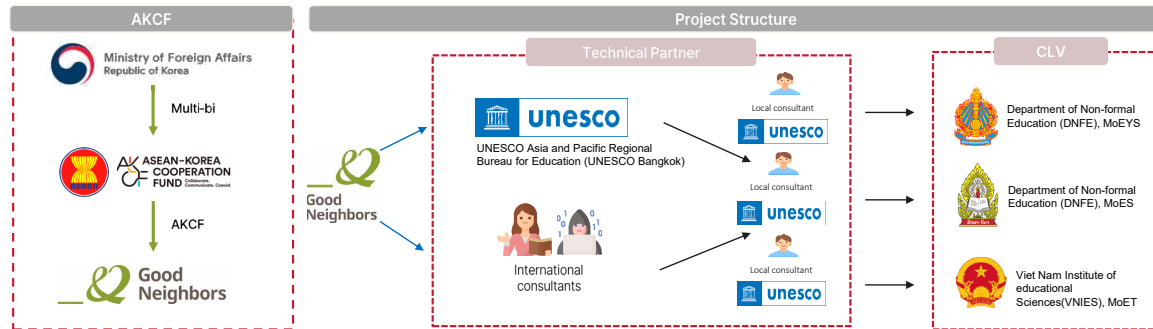 AKCF
Project Structure
Ministry of Foreign Affairs
Republic of Korea
Multi-bi
asean
ASEAN-KOREA
COOPERATION
FUND
Collaborate,
Communicate, Coexist
AKCF
Good
Neighbors
Good
Neighbors
Technical Partner
unesco
UNESCO Asia and Pacific Regional
Bureau for Education (UNESCO Bangkok)
International
consultants
Local consultant
unesco
Local consultant
unesco
Local consultant
unesco
CLV
Department of Non-formal
Education (DNFE), MoEYS
Department of Non-formal
Education (DNFE), MoES
Viet Nam Institute of
educational
Sciences(VNIES), MoET